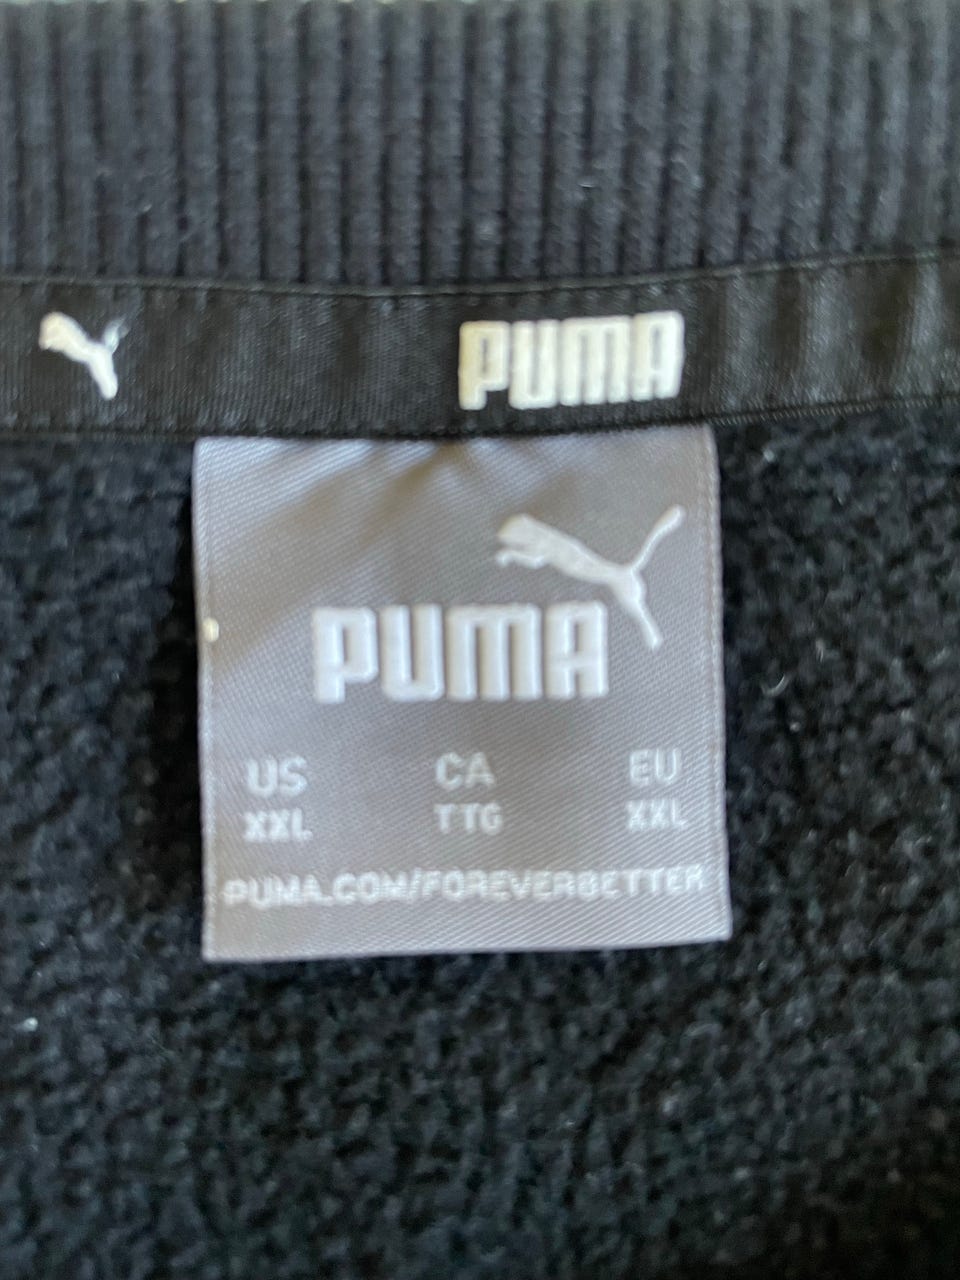 PUMA
PUMA
US CA EU
XXL TTG XXL
PUMA.COM/FOREVERBETTER